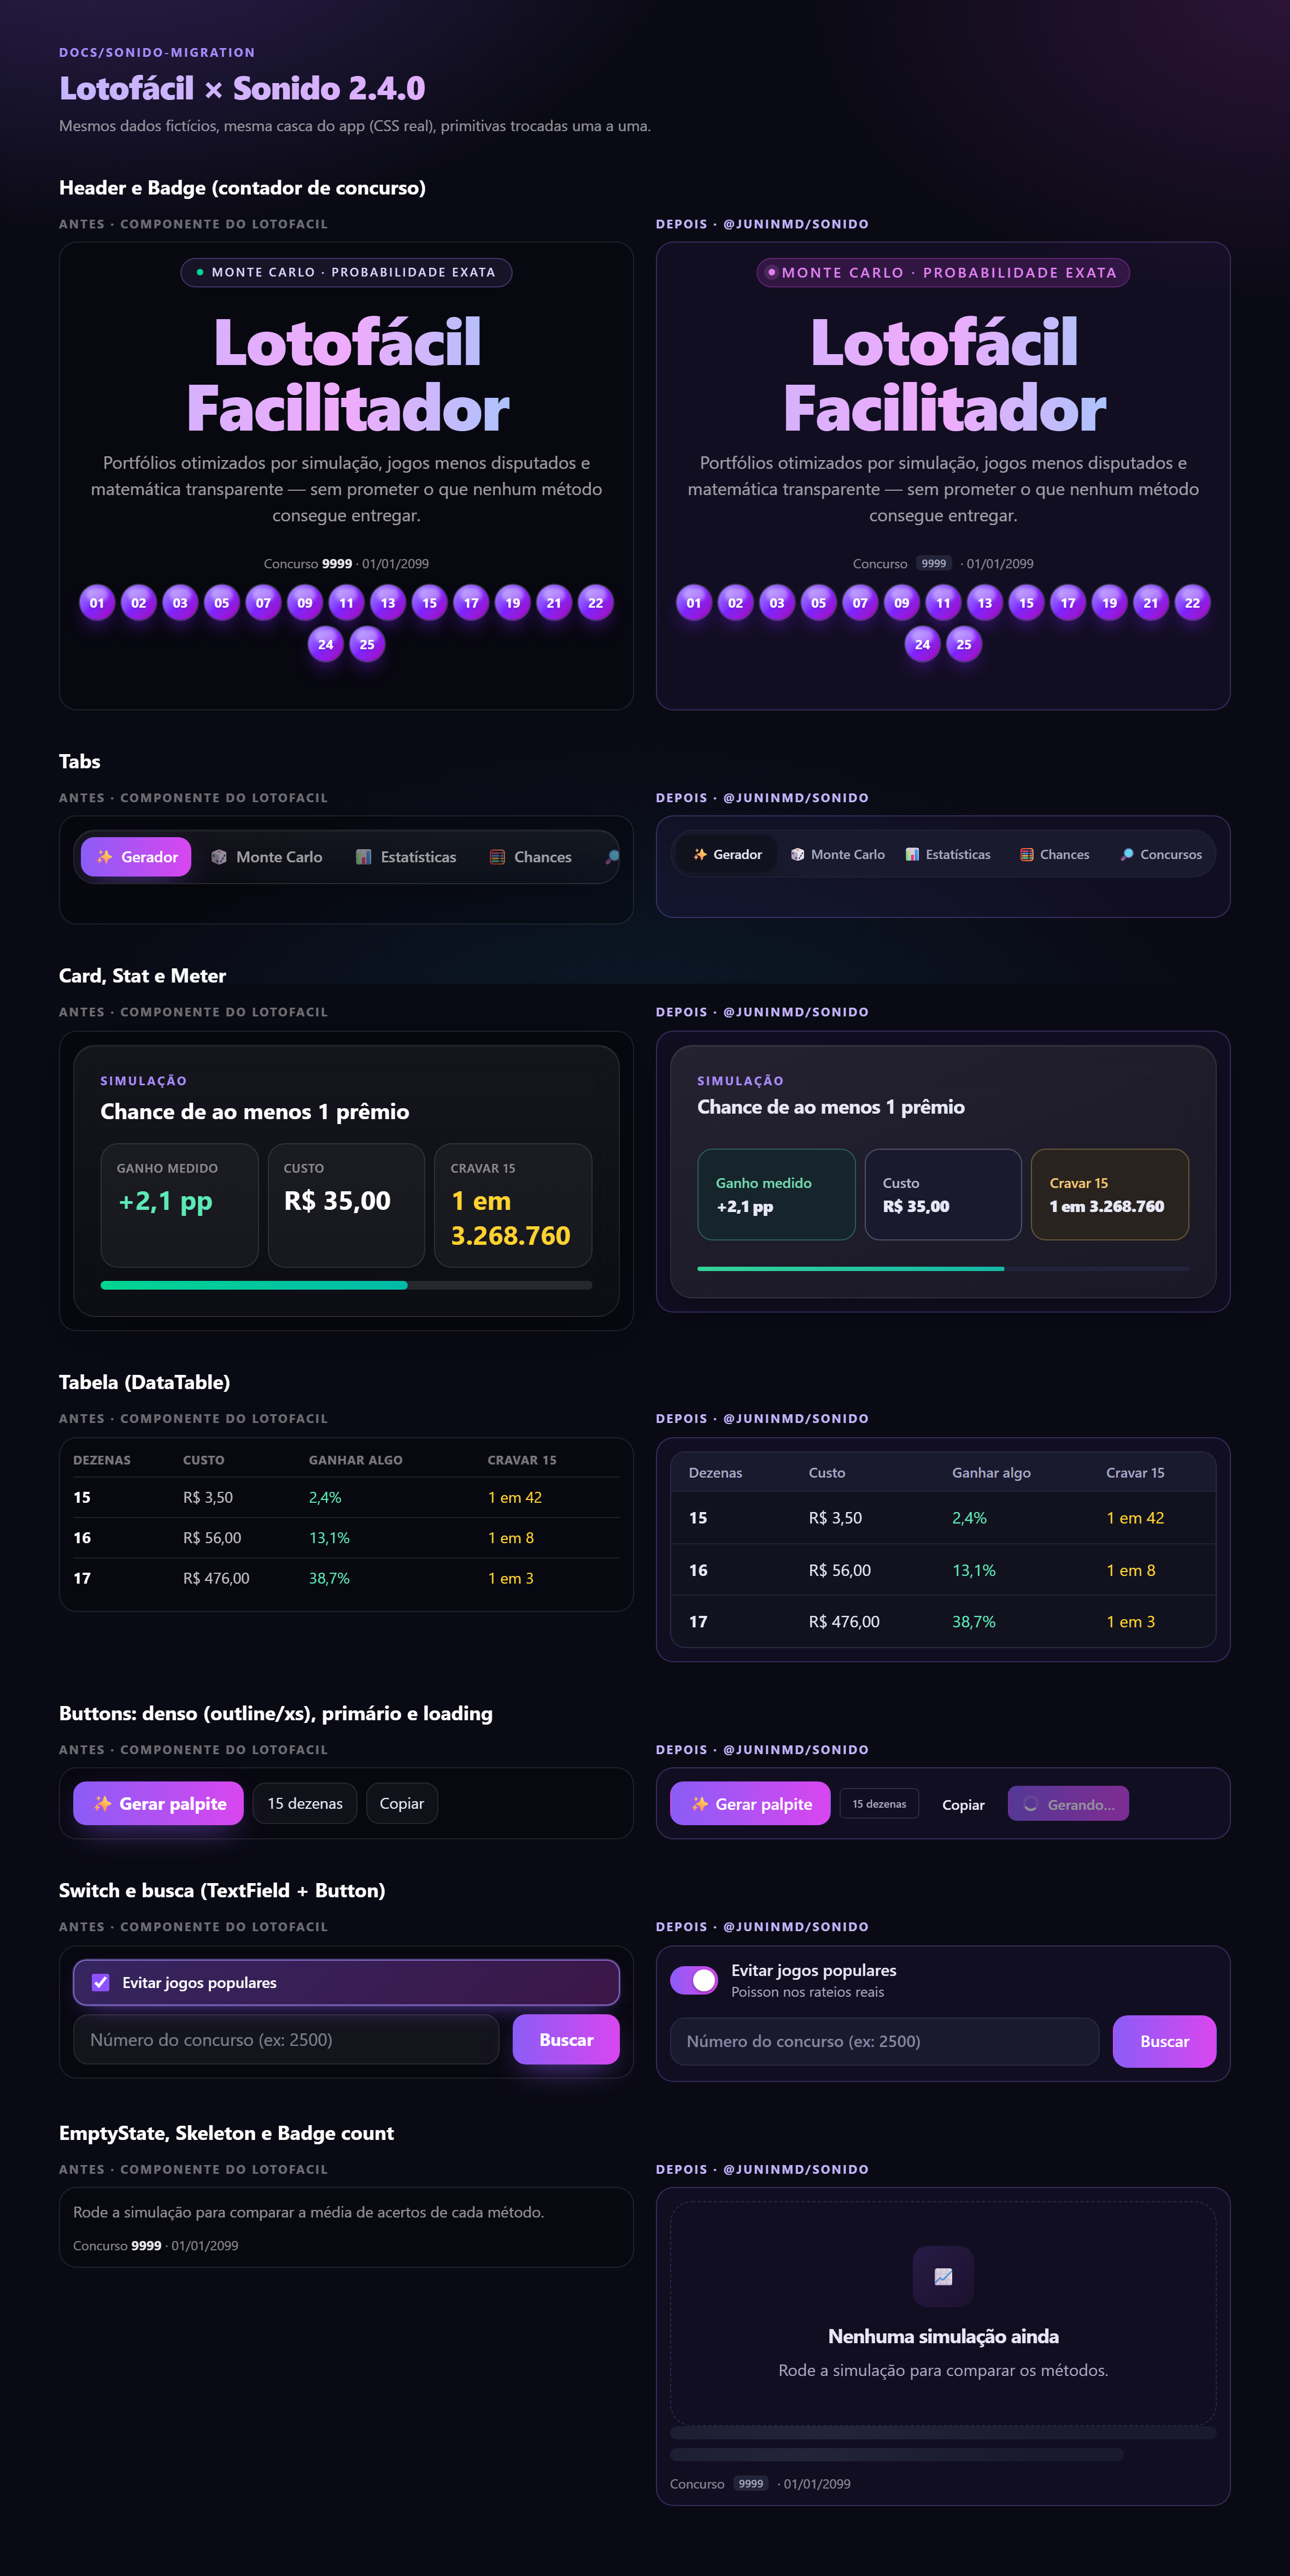 DOCS/SONIDO-MIGRATION
Lotofácil × Sonido 2.4.0
Mesmos dados fictícios, mesma casca do app (CSS real), primitivas trocadas uma a uma.
Header e Badge (contador de concurso)
ANTES · COMPONENTE DO LOTOFACIL
MONTE CARLO · PROBABILIDADE EXATA
Lotofácil
Facilitador
Portfólios otimizados por simulação, jogos menos disputados e
matemática transparente — sem prometer o que nenhum método
consegue entregar.
Concurso 9999 · 01/01/2099
01 02 03 05 07 09 11 13 15 17 19 21 22
24 25
DEPOIS · @JUNINMD/SONIDO
MONTE CARLO · PROBABILIDADE EXATA
Lotofácil
Facilitador
Portfólios otimizados por simulação, jogos menos disputados e
matemática transparente — sem prometer o que nenhum método
consegue entregar.
Concurso 9999 · 01/01/2099
01 02 03 05 07 09 11 13 15 17 19 21 22
24 25
Tabs
ANTES · COMPONENTE DO LOTOFACIL
Gerador Monte Carlo Estatísticas Chances
DEPOIS · @JUNINMD/SONIDO
Gerador Monte Carlo Estatísticas Chances Concursos
Card, Stat e Meter
ANTES · COMPONENTE DO LOTOFACIL
SIMULAÇÃO
Chance de ao menos 1 prêmio
GANHO MEDIDO
+2,1 pp
CUSTO
R$ 35,00
CRAVAR 15
1 em
3.268.760
DEPOIS · @JUNINMD/SONIDO
SIMULAÇÃO
Chance de ao menos 1 prêmio
Ganho medido
+2,1 pp
Custo
R$ 35,00
Cravar 15
1 em 3.268.760
Tabela (DataTable)
ANTES · COMPONENTE DO LOTOFACIL
DEZENAS CUSTO GANHAR ALGO CRAVAR 15
15 R$ 3,50 2,4% 1 em 42
16 R$ 56,00 13,1% 1 em 8
17 R$ 476,00 38,7% 1 em 3
DEPOIS · @JUNINMD/SONIDO
Dezenas Custo Ganhar algo Cravar 15
15 R$ 3,50 2,4% 1 em 42
16 R$ 56,00 13,1% 1 em 8
17 R$ 476,00 38,7% 1 em 3
Buttons: denso (outline/xs), primário e loading
ANTES · COMPONENTE DO LOTOFACIL
Gerar palpite 15 dezenas Copiar
DEPOIS · @JUNINMD/SONIDO
Gerar palpite 15 dezenas Copiar Gerando...
Switch e busca (TextField + Button)
ANTES · COMPONENTE DO LOTOFACIL
Evitar jogos populares
Número do concurso (ex: 2500) Buscar
DEPOIS · @JUNINMD/SONIDO
Evitar jogos populares
Poisson nos rateios reais
Número do concurso (ex: 2500) Buscar
EmptyState, Skeleton e Badge count
ANTES · COMPONENTE DO LOTOFACIL
Rode a simulação para comparar a média de acertos de cada método.
Concurso 9999 · 01/01/2099
DEPOIS · @JUNINMD/SONIDO
Nenhuma simulação ainda
Rode a simulação para comparar os métodos.
Concurso 9999 · 01/01/2099